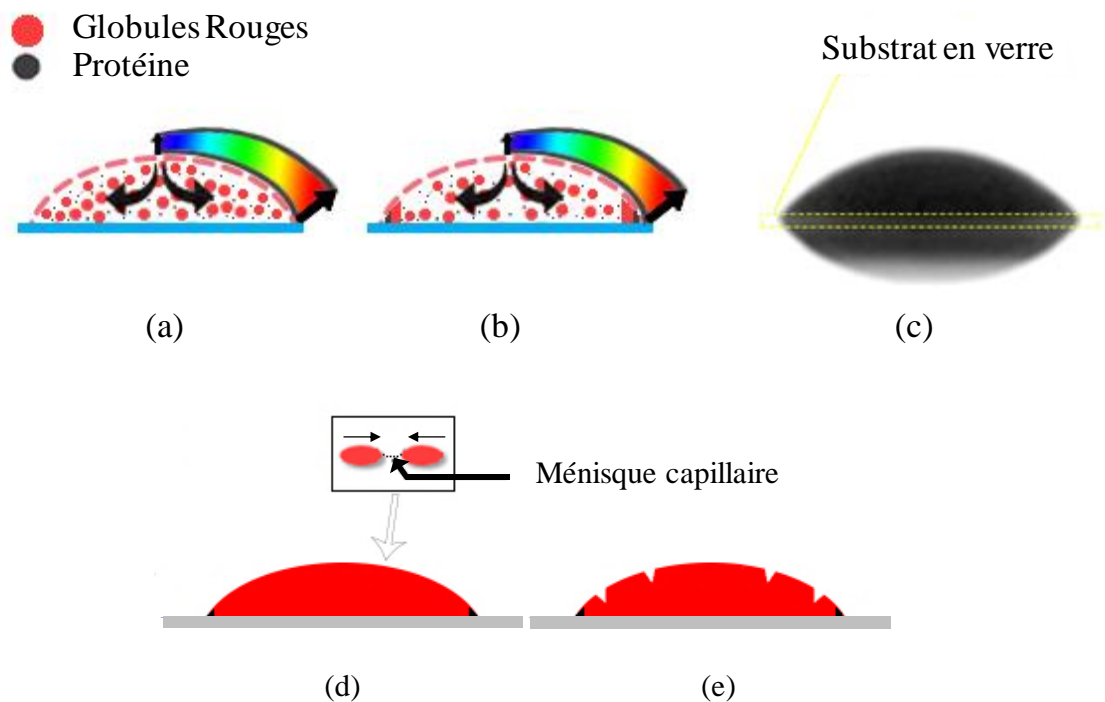 Globules Rouges
Protéine
Substrat en verre
(a)
(b)
(c)
Ménisque capillaire
(d)
(e)